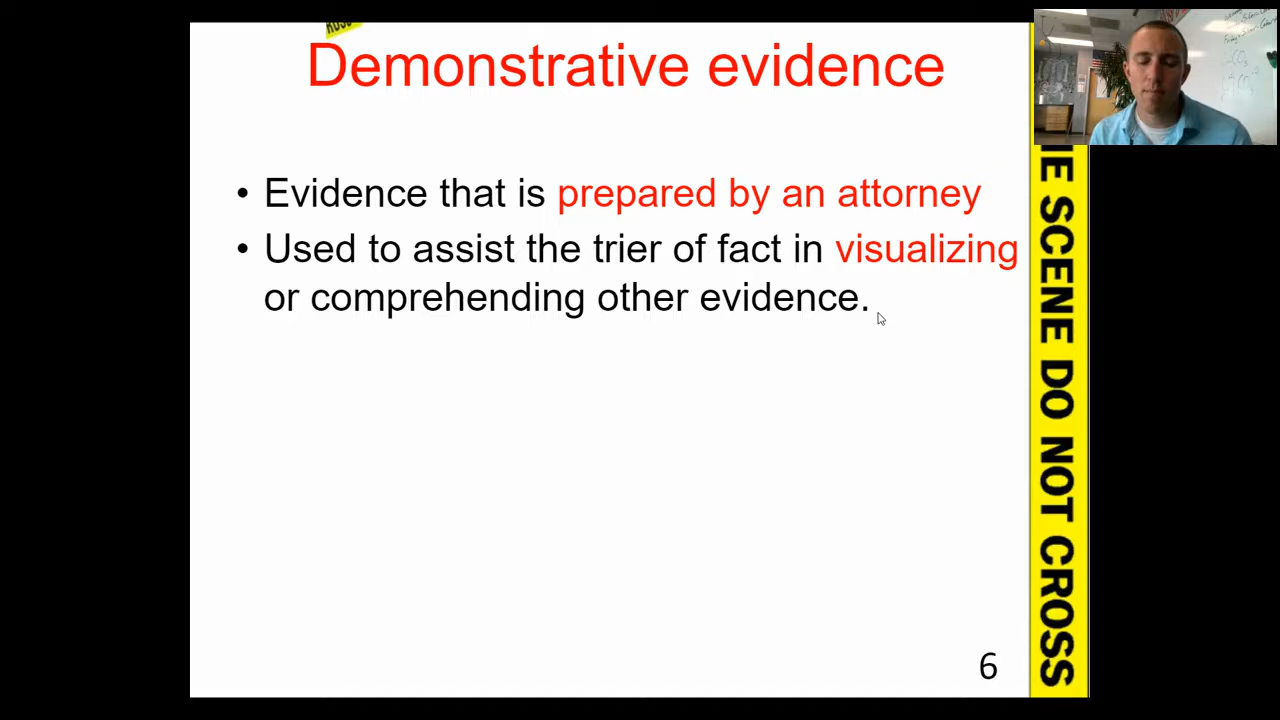 Demonstrative evidence
• Evidence that is prepared by an attorney
• Used to assist the trier of fact in visualizing
or comprehending other evidence.
SCENE DO NOT CROSS
6